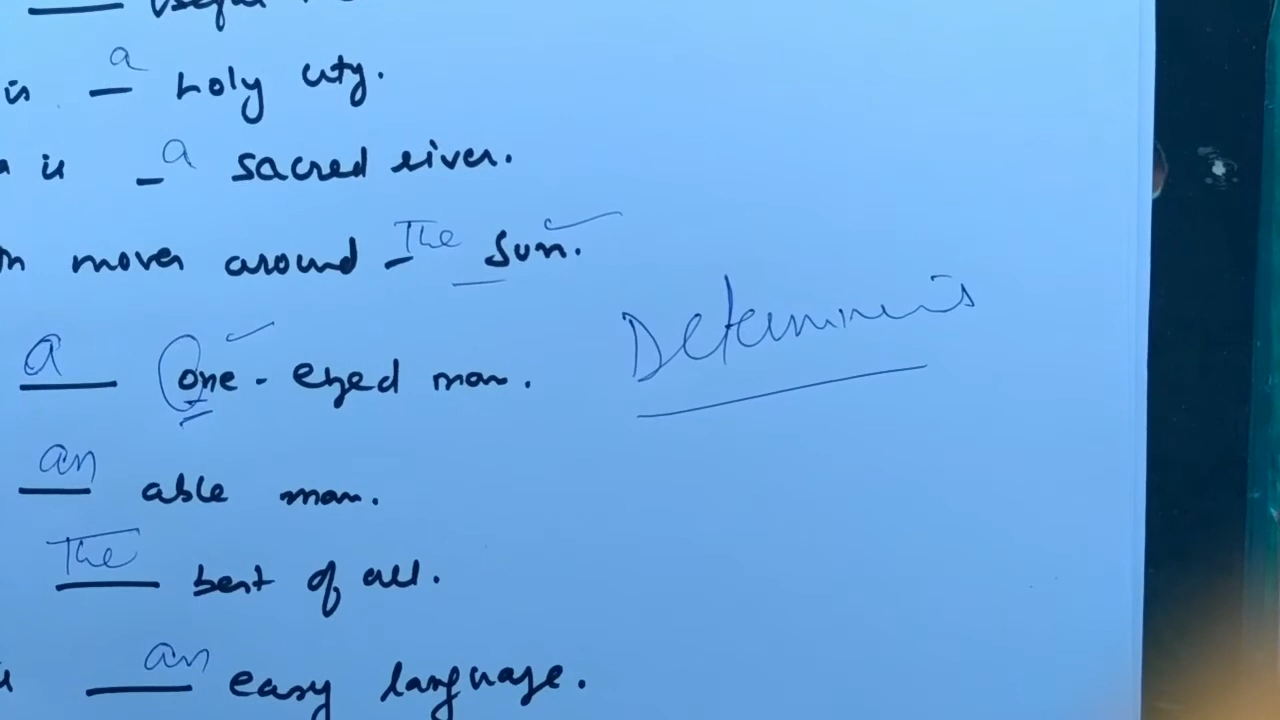 is a holy city.
is a sacred river.
moves around The sun.
a one-eyed man.
Determiners
an able man.
The best of all.
an easy language.